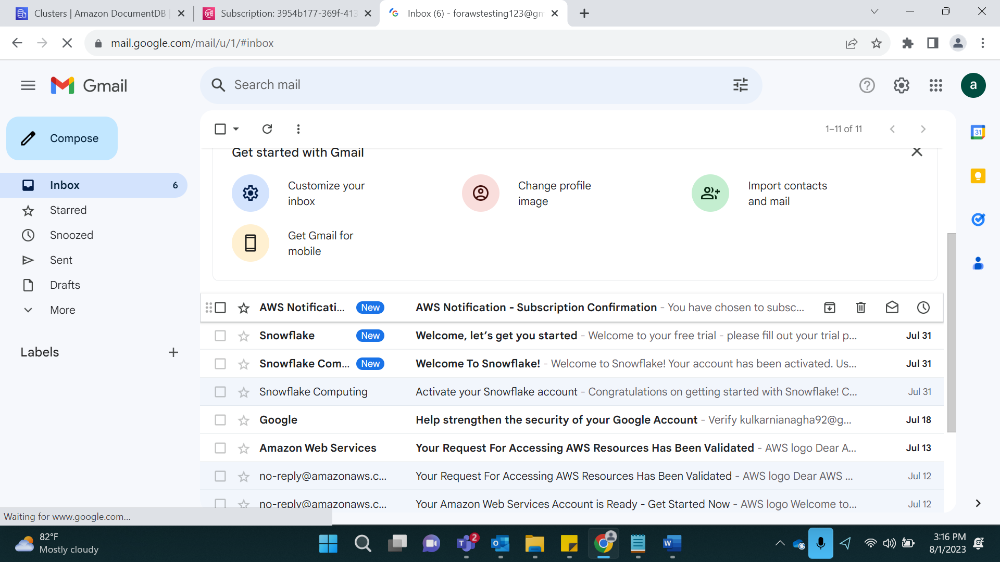 Clusters | Amazon DocumentDB
Subscription: 3954b177-369f-413
Inbox (6) - forawstesting123@gm
mail.google.com/mail/u/1/#inbox
Gmail
Search mail
a
Compose
1–11 of 11
31
Get started with Gmail
Inbox 6
Customize your
inbox
Change profile
image
Import contacts
and mail
Starred
Snoozed
Get Gmail for
mobile
Sent
Drafts
More
AWS Notificati... New AWS Notification - Subscription Confirmation - You have chosen to subsc...
Snowflake New Welcome, let’s get you started - Welcome to your free trial - please fill out your trial p... Jul 31
Labels
Snowflake Com... New Welcome To Snowflake! - Welcome to Snowflake! Your account has been activated. Us... Jul 31
Snowflake Computing Activate your Snowflake account - Congratulations on getting started with Snowflake! C... Jul 31
Google Help strengthen the security of your Google Account - Verify kulkarnianagha92@g... Jul 18
Amazon Web Services Your Request For Accessing AWS Resources Has Been Validated - AWS logo Dear A... Jul 13
no-reply@amazonaws.c... Your Request For Accessing AWS Resources Has Been Validated - AWS logo Dear AWS ... Jul 12
no-reply@amazonaws.c... Your Amazon Web Services Account is Ready - Get Started Now - AWS logo Welcome to... Jul 12
Waiting for www.google.com...
82°F
Mostly cloudy
2
3:16 PM
8/1/2023